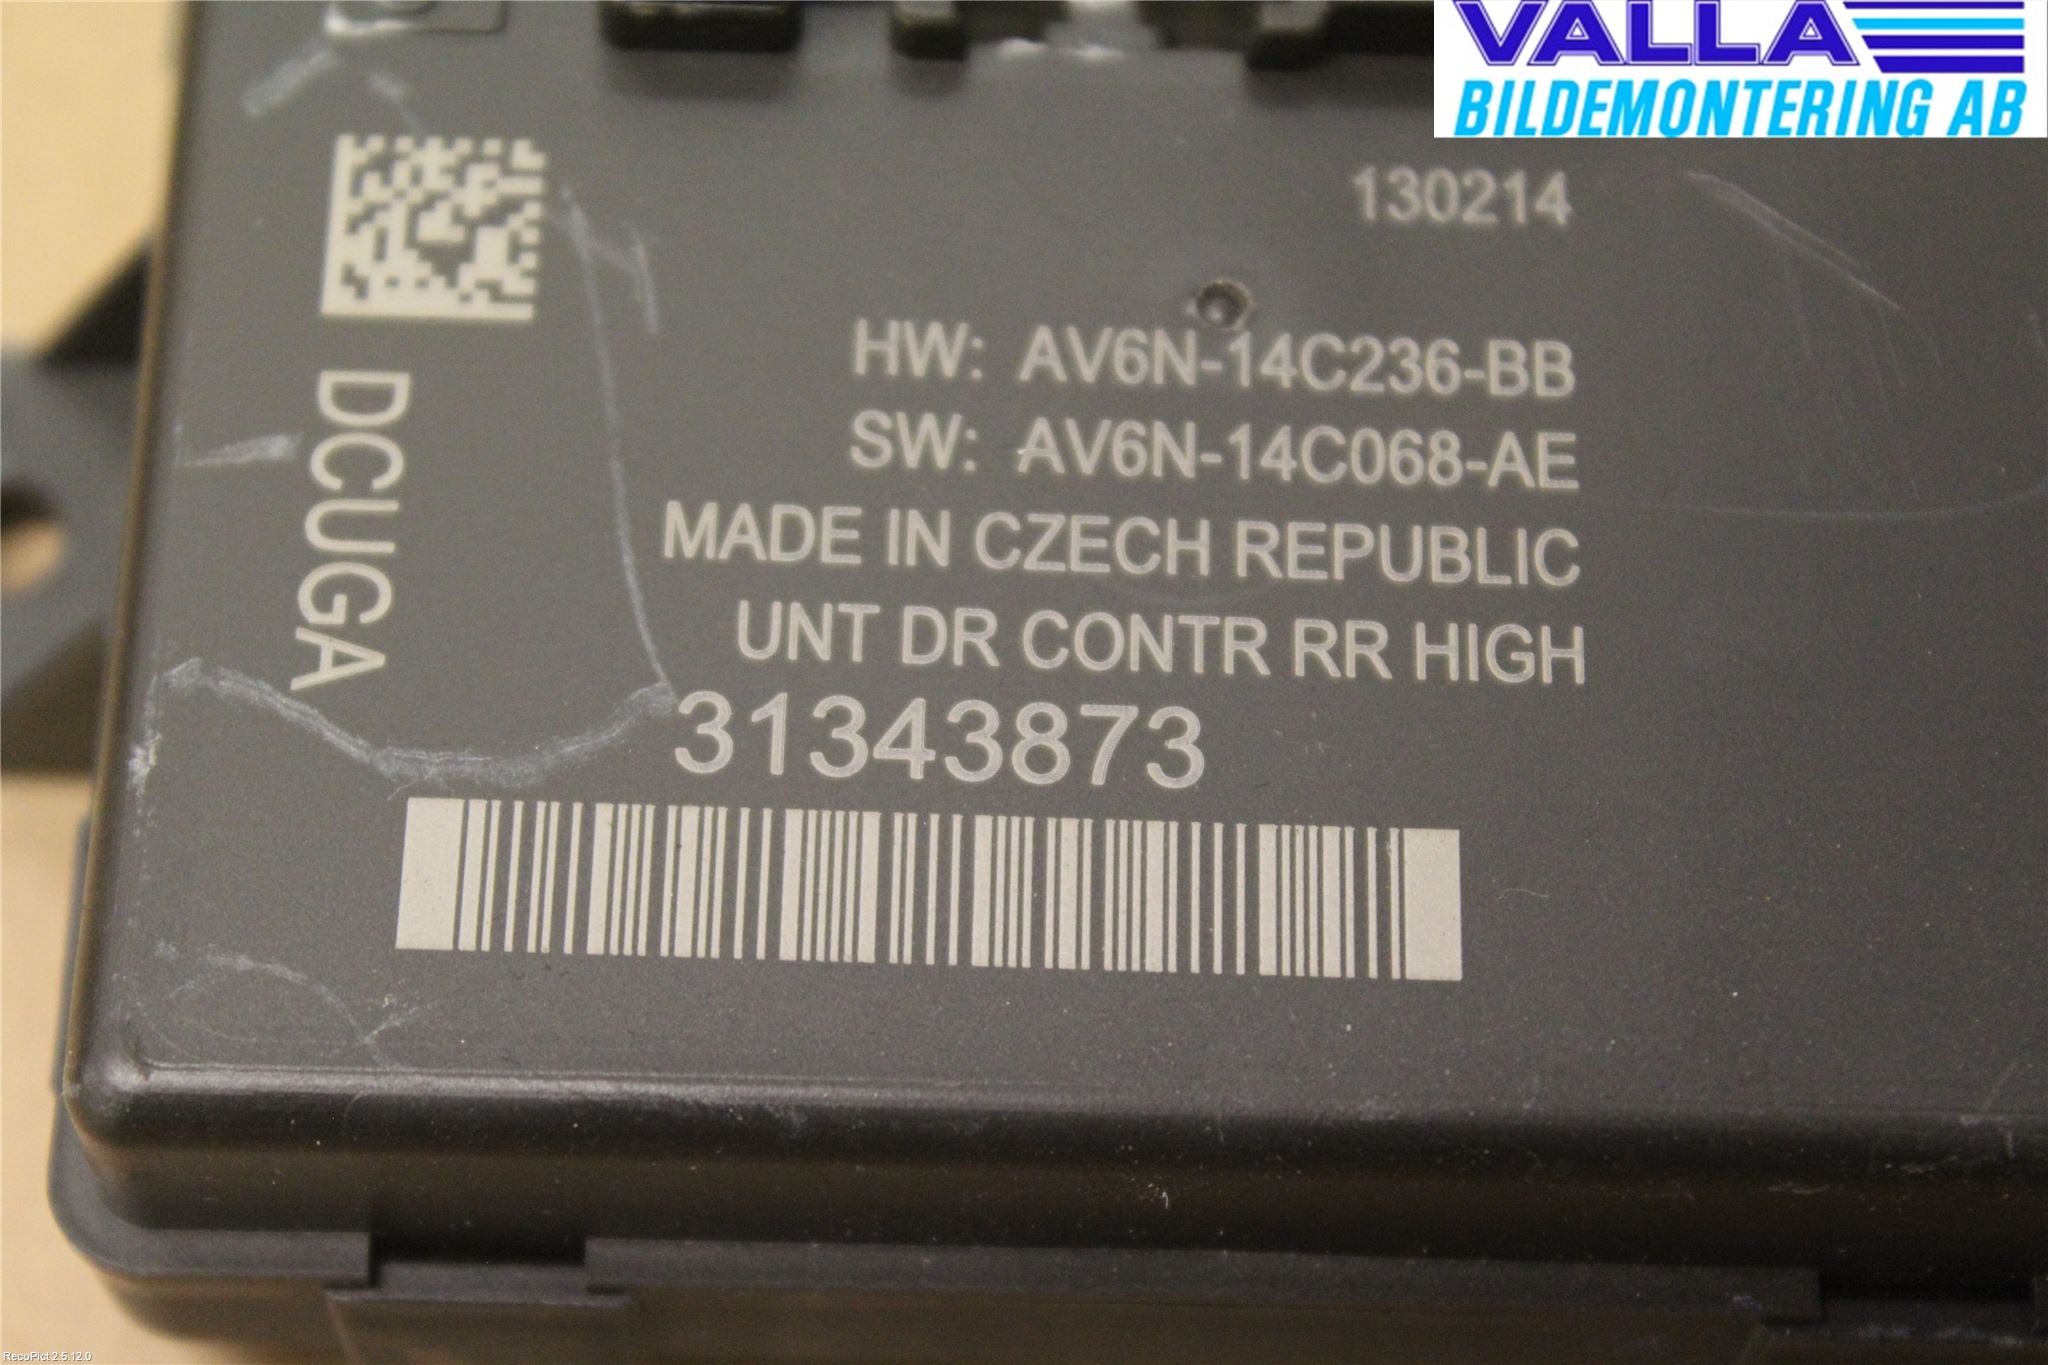 VALLA
BILDEMONTERING AB
130214
HW: AV6N-14C236-BB
SW: AV6N-14C068-AE
MADE IN CZECH REPUBLIC
UNT DR CONTR RR HIGH
31343873
DCUGA
RecoPict 2.5.12.0